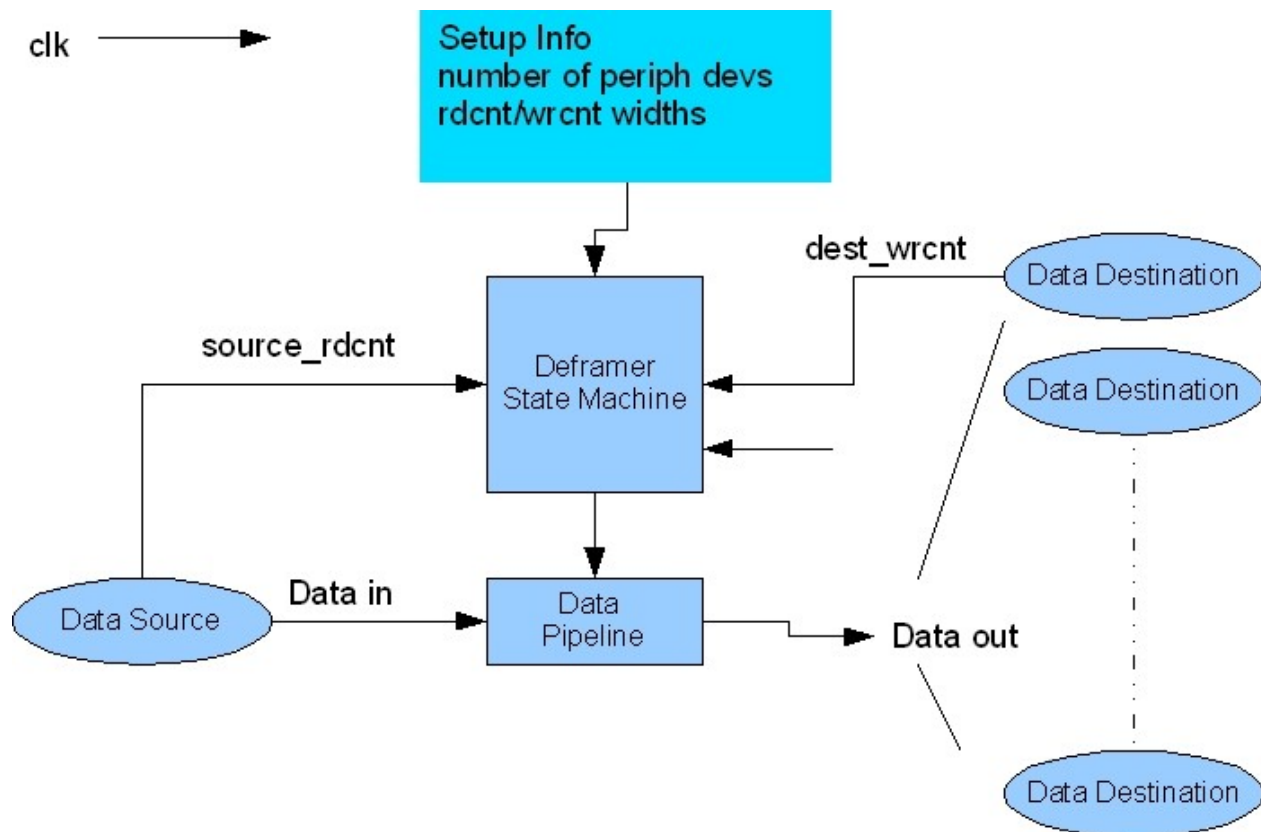 clk
Setup Info
number of periph devs
rdcnt/wrcnt widths
dest_wrcnt
Data Destination
source_rdcnt
Deframer
State Machine
Data Destination
Data Source
Data in
Data
Pipeline
Data out
Data Destination